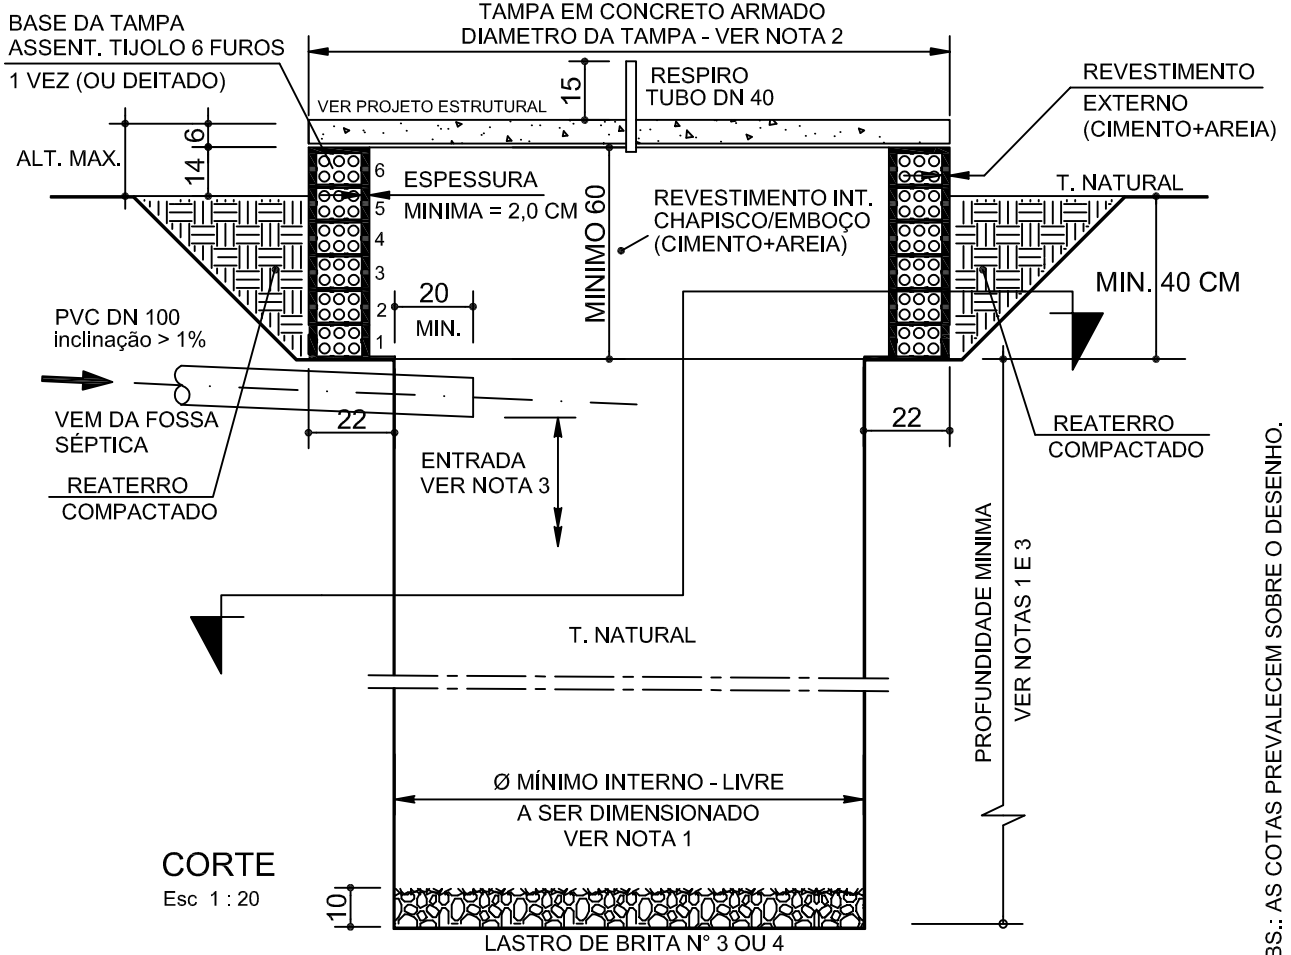 BASE DA TAMPA
ASSENT. TIJOLO 6 FUROS
1 VEZ (OU DEITADO)
TAMPA EM CONCRETO ARMADO
DIAMETRO DA TAMPA - VER NOTA 2
15
RESPIRO
TUBO DN 40
VER PROJETO ESTRUTURAL
REVESTIMENTO
EXTERNO
(CIMENTO+AREIA)
ALT. MAX.
6
14
6
5
4
3
2
1
ESPESSURA
MINIMA = 2,0 CM
MINIMO 60
REVESTIMENTO INT.
CHAPISCO/EMBOÇO
(CIMENTO+AREIA)
T. NATURAL
MIN. 40 CM
20
MIN.
PVC DN 100
inclinação > 1%
VEM DA FOSSA
SÉPTICA
22
22
REATERRO
COMPACTADO
REATERRO
COMPACTADO
ENTRADA
VER NOTA 3
T. NATURAL
PROFUNDIDADE MINIMA
VER NOTAS 1 E 3
Ø MÍNIMO INTERNO - LIVRE
A SER DIMENSIONADO
VER NOTA 1
CORTE
Esc 1 : 20
10
LASTRO DE BRITA N° 3 OU 4
BS.: AS COTAS PREVALECEM SOBRE O DESENHO.